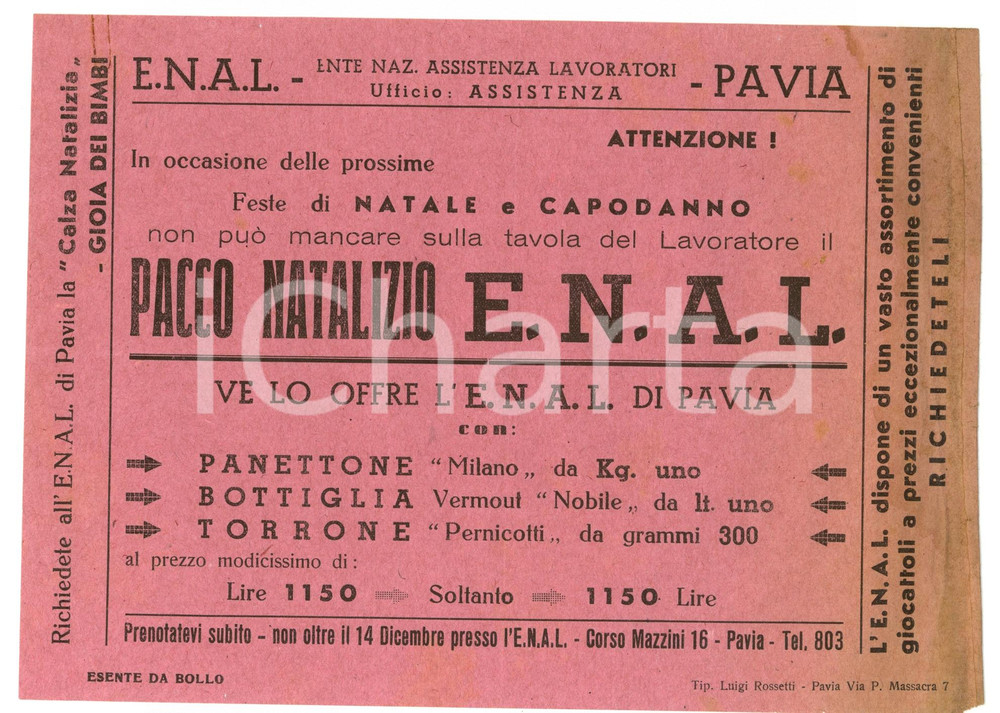 E.N.A.L. - ENTE NAZ. ASSISTENZA LAVORATORI - PAVIA
Ufficio: ASSISTENZA
ATTENZIONE !
In occasione delle prossime
Feste di NATALE e CAPODANNO
non può mancare sulla tavola del Lavoratore il
PACCO NATALIZIO E.N.A.L.
VE LO OFFRE L'E.N.A.L. DI PAVIA
con:
PANETTONE "Milano„ da Kg. uno
BOTTIGLIA Vermout "Nobile„ da lt. uno
TORRONE "Pernicotti„ da grammi 300
al prezzo modicissimo di:
Lire 1150 Soltanto 1150 Lire
Prenotatevi subito - non oltre il 14 Dicembre presso l'E.N.A.L. - Corso Mazzini 16 - Pavia - Tel. 803
ESENTE DA BOLLO
Tip. Luigi Rossetti - Pavia Via P. Massacra 7
Richiedete all'E.N.A.L. di Pavia la "Calza Natalizia„
- GIOIA DEI BIMBI
L'E.N.A.L. dispone di un vasto assortimento di
giocattoli a prezzi eccezionalmente convenienti
RICHIEDETELI
iCharta